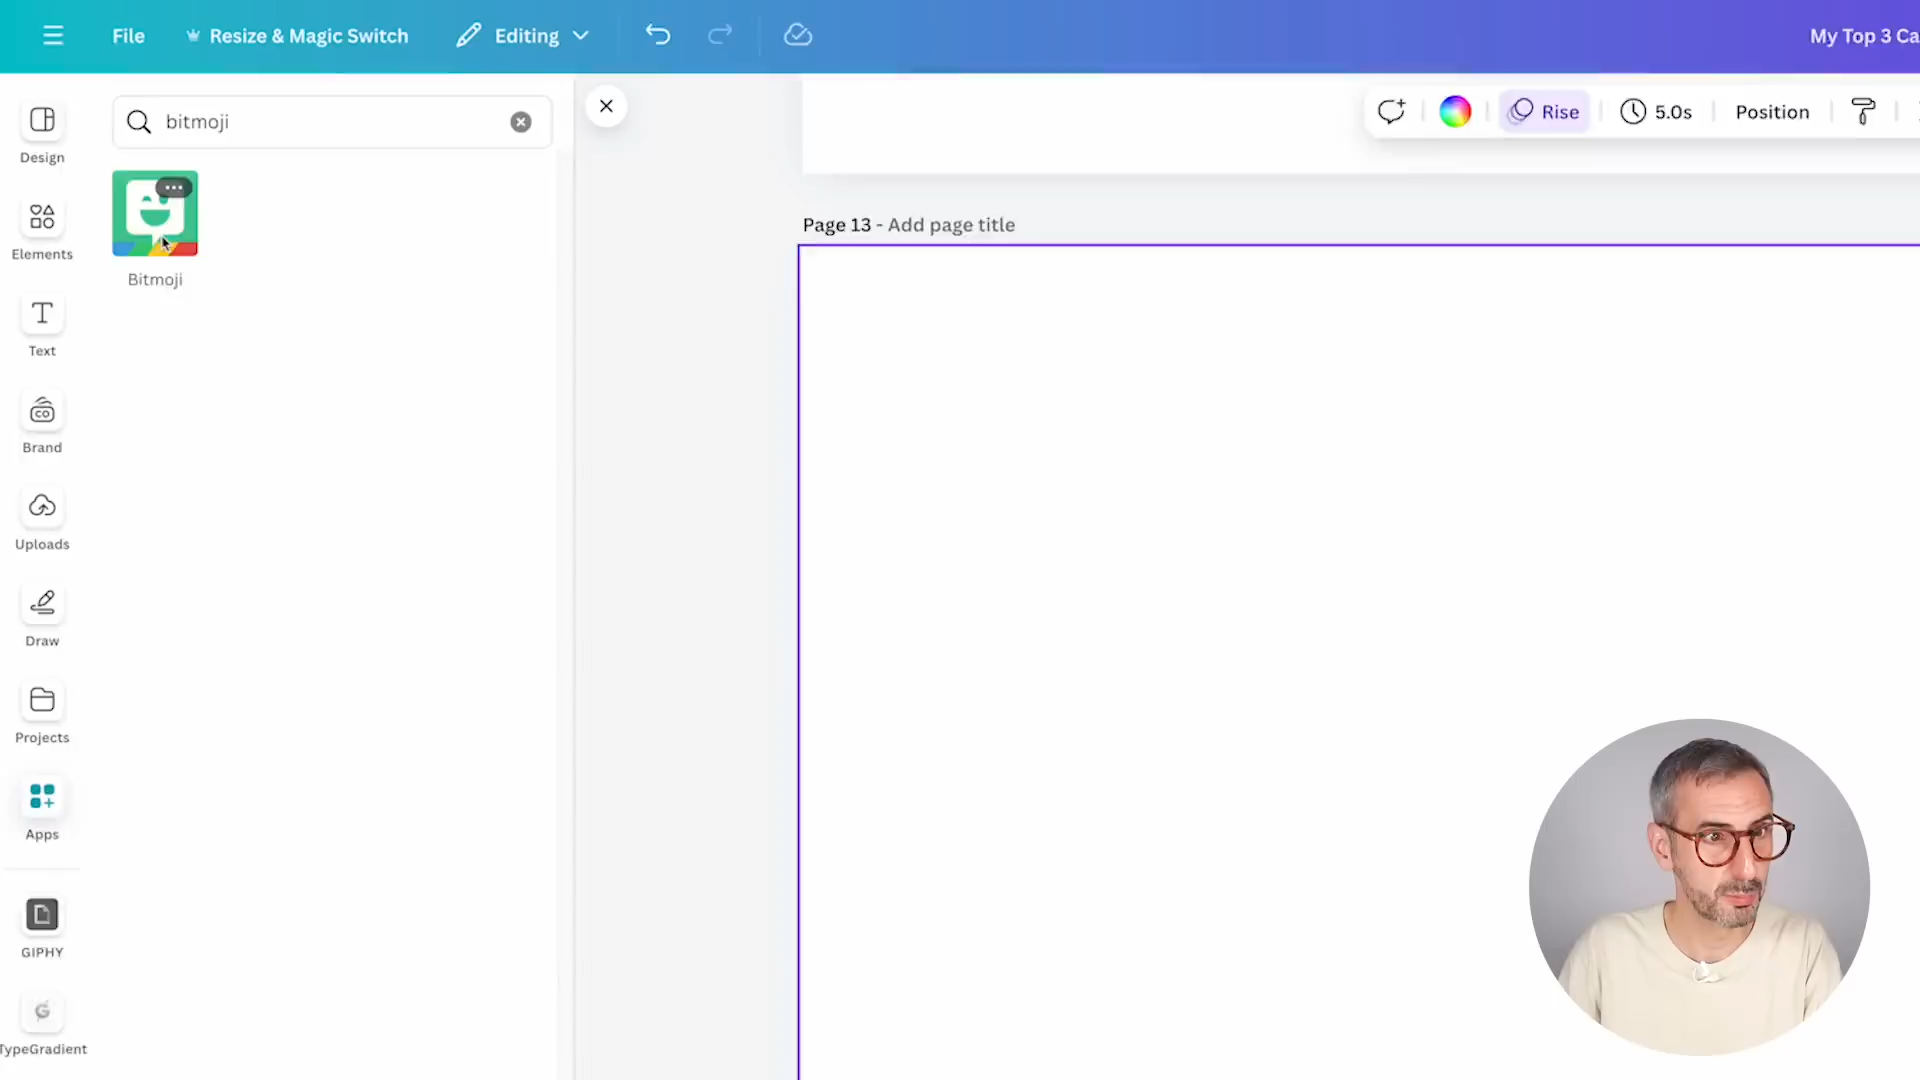 File
Resize & Magic Switch
Editing
My Top 3 Ca
Design
Elements
Text
Brand
Uploads
Draw
Projects
Apps
GIPHY
TypeGradient
bitmoji
Bitmoji
Rise
5.0s
Position
Page 13 - Add page title